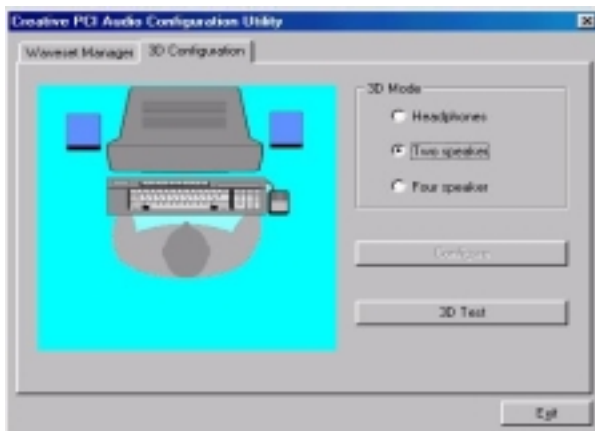 Creative PCI Audio Configuration Utility
Waveset Manager
3D Configuration
3D Mode
Headphones
Two speaker
Four speaker
Configure
3D Test
Exit